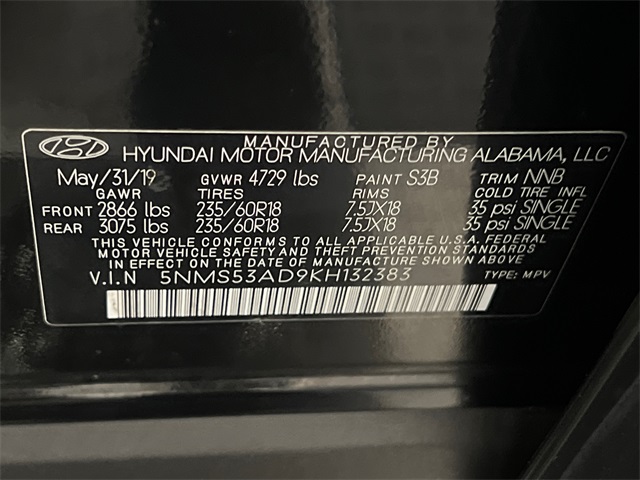 MANUFACTURED BY
HYUNDAI MOTOR MANUFACTURING ALABAMA, LLC
May/31/19 GVWR 4729 lbs PAINT S3B TRIM NNB
GAWR TIRES RIMS COLD TIRE INFL
FRONT 2866 lbs 235/60R18 7.5JX18 35 psi SINGLE
REAR 3075 lbs 235/60R18 7.5JX18 35 psi SINGLE
THIS VEHICLE CONFORMS TO ALL APPLICABLE U.S.A. FEDERAL
MOTOR VEHICLE SAFETY, BUMPER, AND THEFT PREVENTION STANDARDS
IN EFFECT ON THE DATE OF MANUFACTURE SHOWN ABOVE
V.I.N 5NMS53AD9KH132383 TYPE: MPV